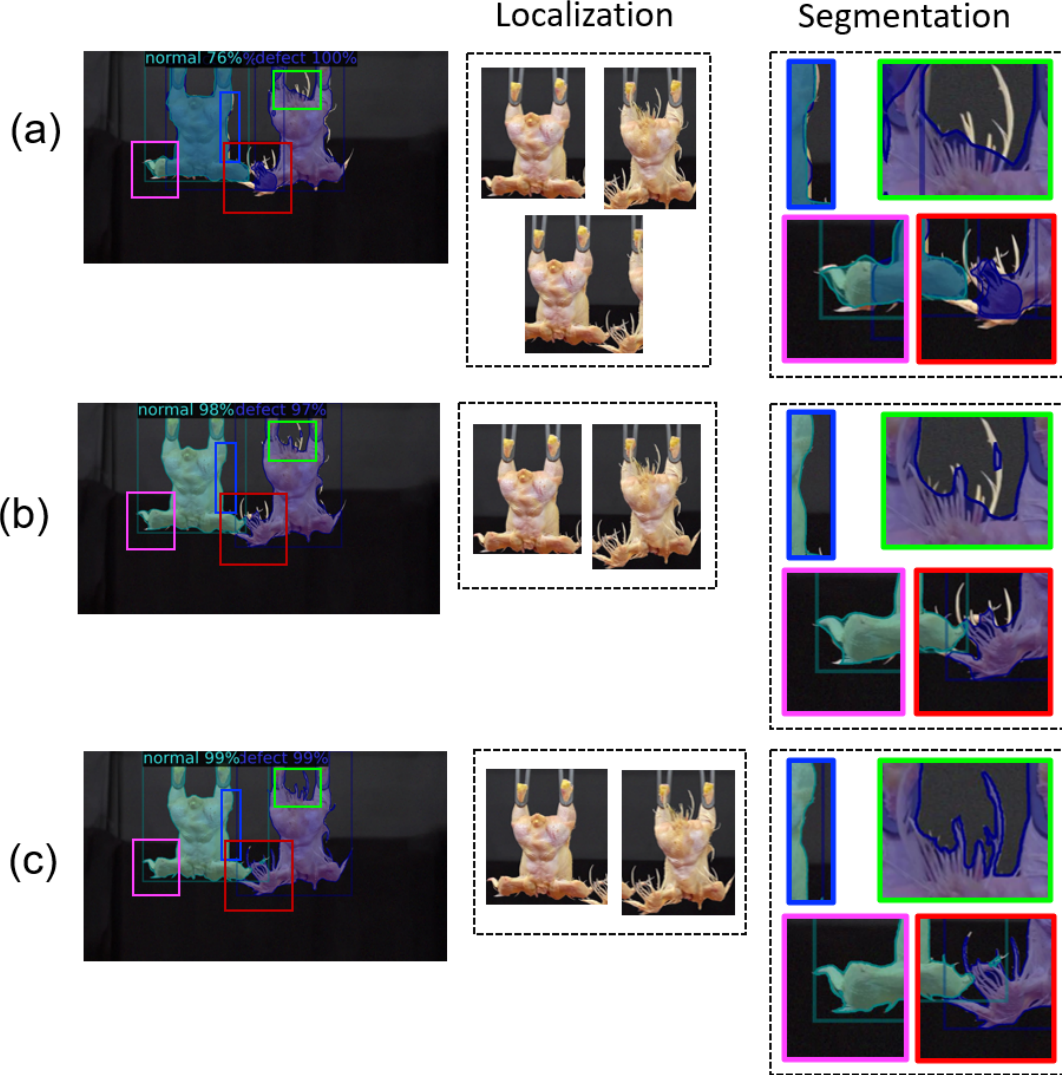 Localization
Segmentation
(a)
normal 76%
%defect 100%
(b)
normal 98%
defect 97%
(c)
normal 99%
defect 99%